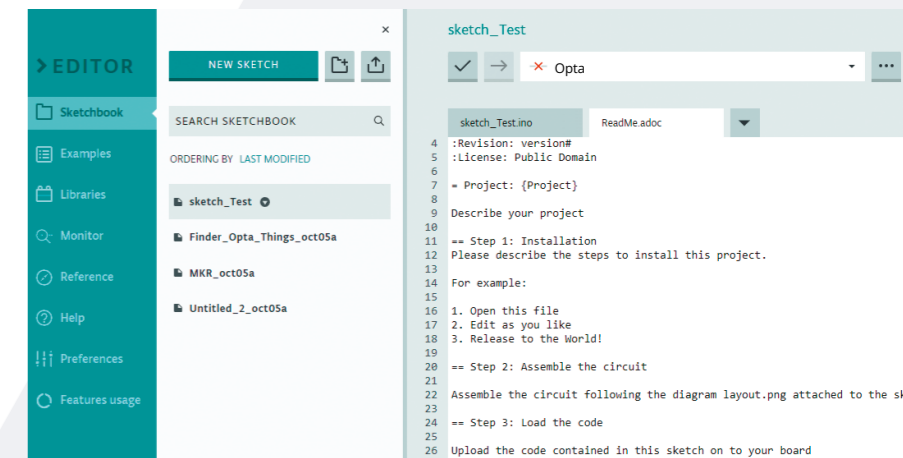 >EDITOR
Sketchbook
Examples
Libraries
Monitor
Reference
Help
Preferences
Features usage
×
NEW SKETCH
SEARCH SKETCHBOOK
ORDERING BY LAST MODIFIED
sketch_Test
Finder_Opta_Things_oct05a
MKR_oct05a
Untitled_2_oct05a
sketch_Test
Opta
sketch_Test.ino ReadMe.adoc
4 :Revision: version#
5 :License: Public Domain
6
7 = Project: {Project}
8
9 Describe your project
10
11 == Step 1: Installation
12 Please describe the steps to install this project.
13
14 For example:
15
16 1. Open this file
17 2. Edit as you like
18 3. Release to the World!
19
20 == Step 2: Assemble the circuit
21
22 Assemble the circuit following the diagram layout.png attached to the sk
23
24 == Step 3: Load the code
25
26 Upload the code contained in this sketch on to your board